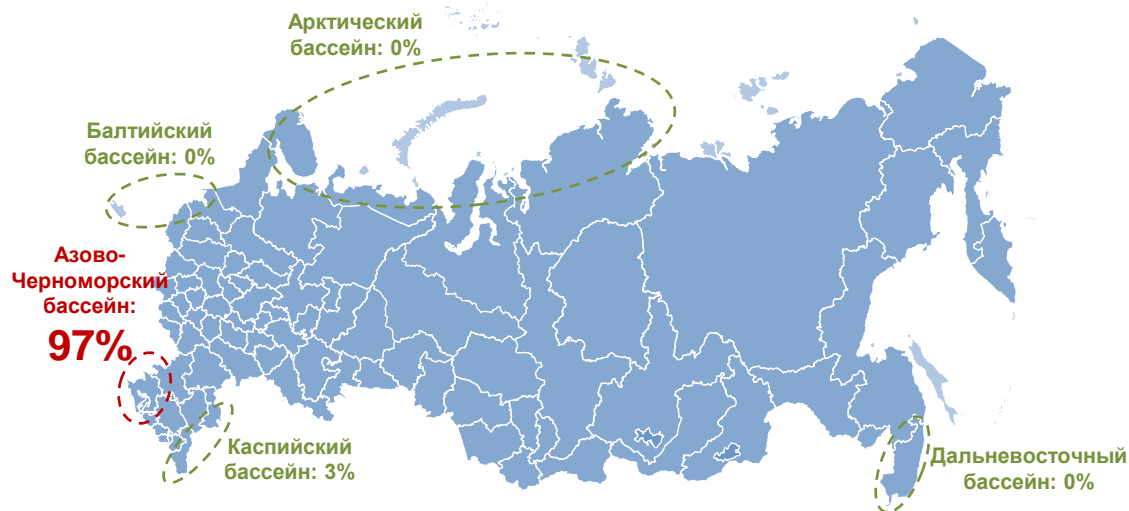 Арктический
бассейн: 0%
Балтийский
бассейн: 0%
Азово-
Черноморский
бассейн:
97%
Каспийский
бассейн: 3%
Дальневосточный
бассейн: 0%